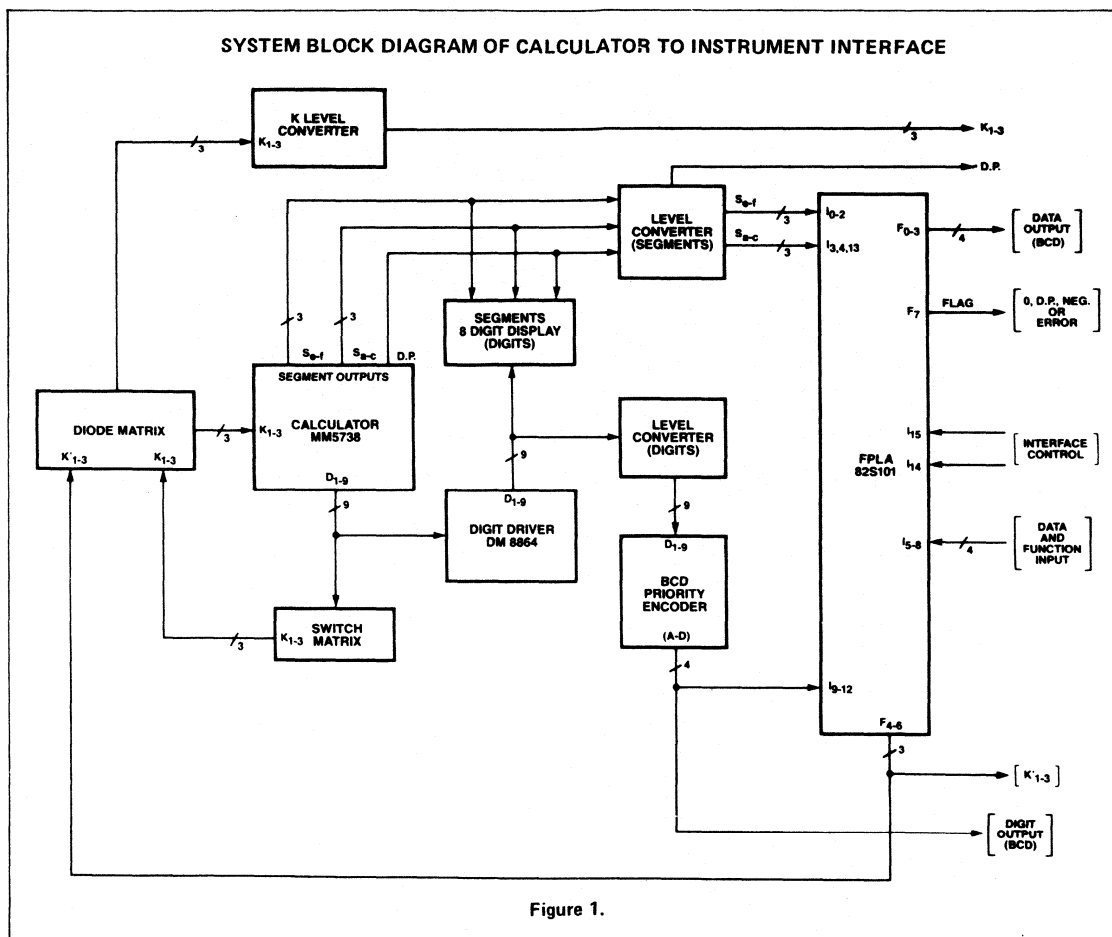 SYSTEM BLOCK DIAGRAM OF CALCULATOR TO INSTRUMENT INTERFACE
K LEVEL
CONVERTER
K1-3
3
3
K1-3
D.P.
LEVEL
CONVERTER
(SEGMENTS)
Se-f
3
Sa-c
3
I0-2
I3,4,13
F0-3
4
DATA
OUTPUT
(BCD)
F7
FLAG
0, D.P., NEG.
OR
ERROR
SEGMENTS
8 DIGIT DISPLAY
(DIGITS)
3
3
Se-f
Sa-c
D.P.
SEGMENT OUTPUTS
CALCULATOR
MM5738
K1-3
D1-9
DIODE MATRIX
K'1-3
K1-3
3
9
9
D1-9
DIGIT DRIVER
DM 8864
LEVEL
CONVERTER
(DIGITS)
9
D1-9
BCD
PRIORITY
ENCODER
(A-D)
4
SWITCH
MATRIX
K1-3
3
FPLA
82S101
I15
I14
INTERFACE
CONTROL
I5-8
4
DATA
AND
FUNCTION
INPUT
I9-12
F4-6
3
K'1-3
DIGIT
OUTPUT
(BCD)
Figure 1.